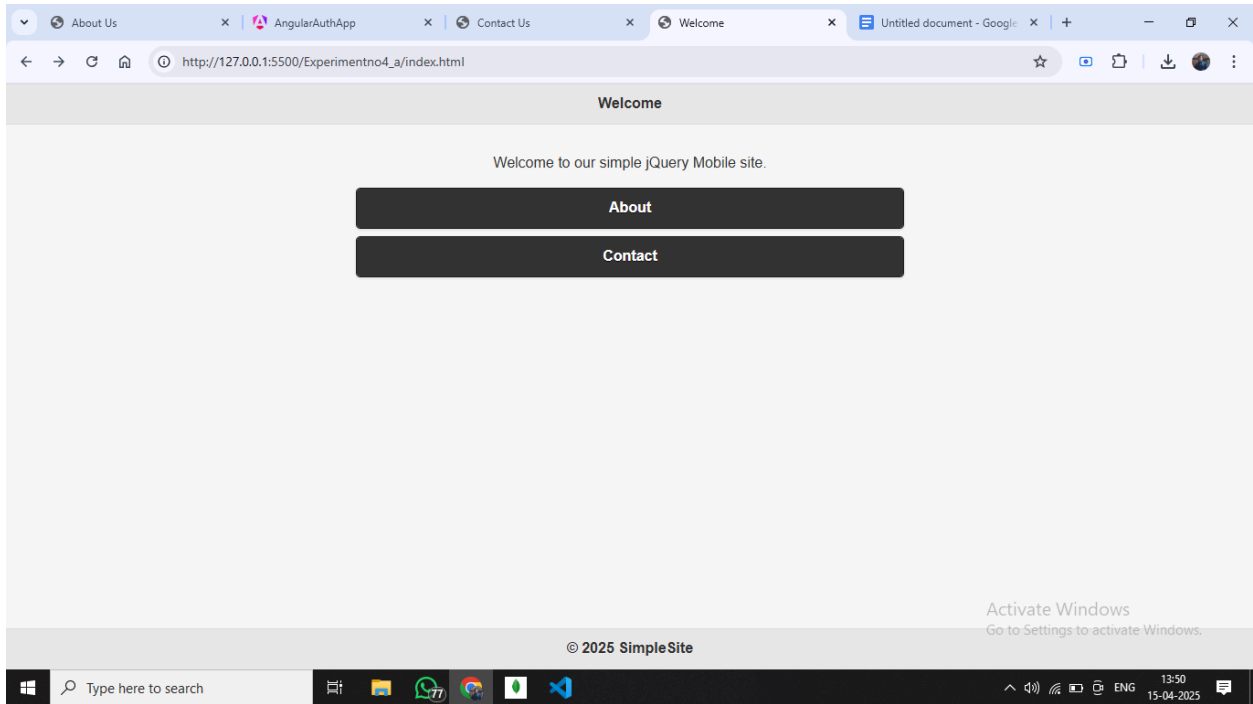 About Us
AngularAuthApp
Contact Us
Welcome
Untitled document - Google
http://127.0.0.1:5500/Experimentno4_a/index.html
Welcome
Welcome to our simple jQuery Mobile site.
About
Contact
Activate Windows
Go to Settings to activate Windows.
© 2025 SimpleSite
Type here to search
77
ENG
13:50
15-04-2025